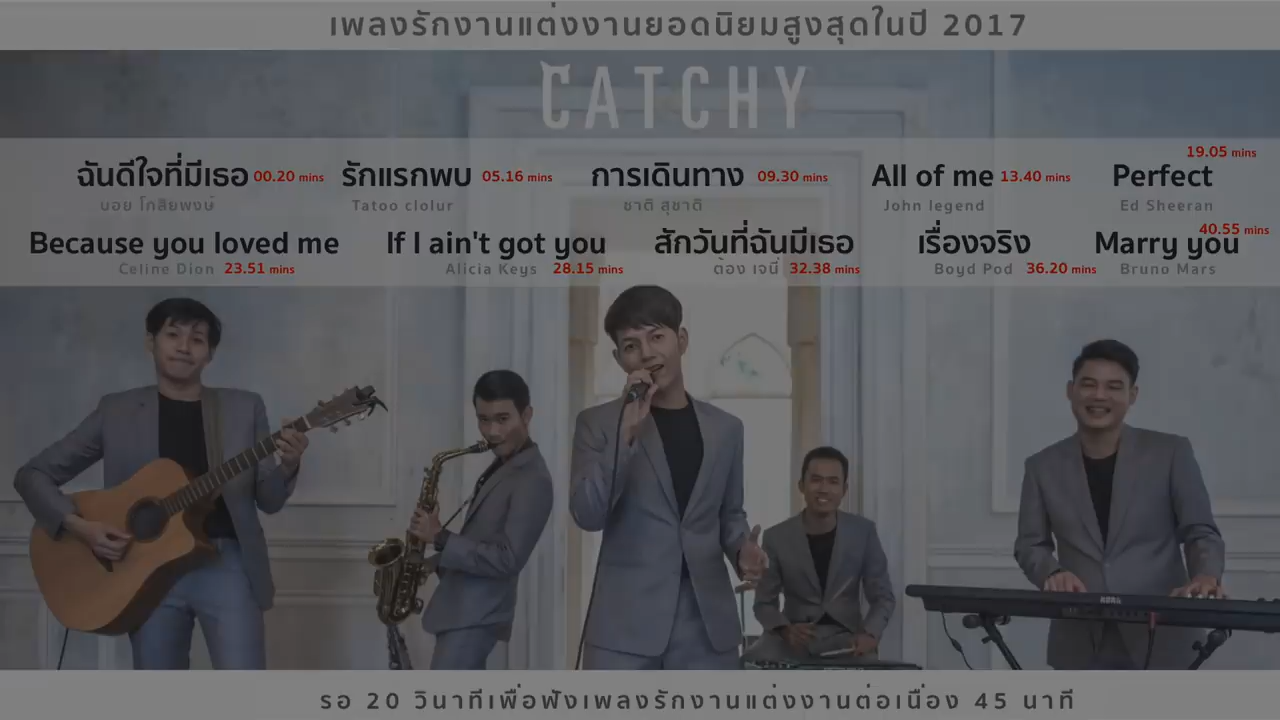 เพลงรักงานแต่งงานยอดนิยมสูงสุดในปี 2017
CATCHY
ฉันดีใจที่มีเธอ 00.20 mins รักแรกพบ 05.16 mins การเดินทาง 09.30 mins All of me 13.40 mins Perfect 19.05 mins
บอย โกสิยพงษ์ Tatoo clolur ชาติ สุชาติ John legend Ed Sheeran
Because you loved me If I ain't got you สักวันที่ฉันมีเธอ เรื่องจริง Marry you 40.55 mins
Celine Dion 23.51 mins Alicia Keys 28.15 mins ต้อง เจนี่ 32.38 mins Boyd Pod 36.20 mins Bruno Mars
KORG
รอ 20 วินาทีเพื่อฟังเพลงรักงานแต่งงานต่อเนื่อง 45 นาที